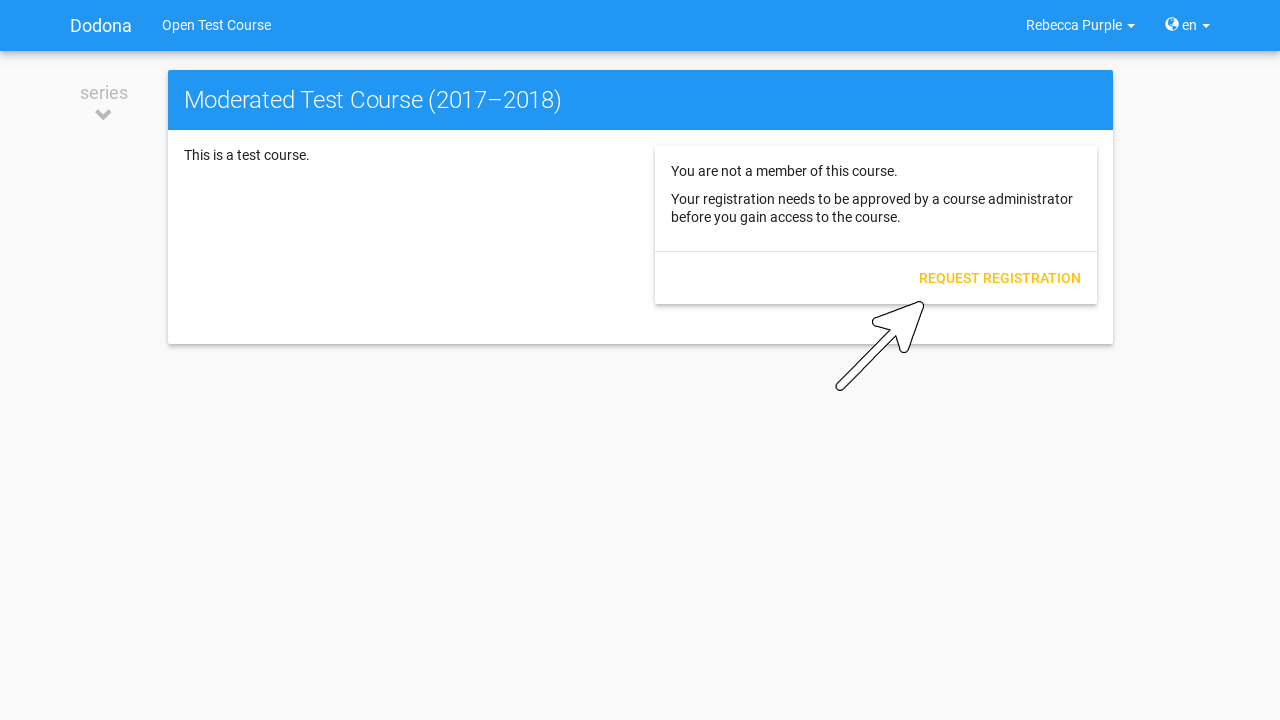 Dodona
Open Test Course
Rebecca Purple
en
series
Moderated Test Course (2017–2018)
This is a test course.
You are not a member of this course.
Your registration needs to be approved by a course administrator
before you gain access to the course.
REQUEST REGISTRATION